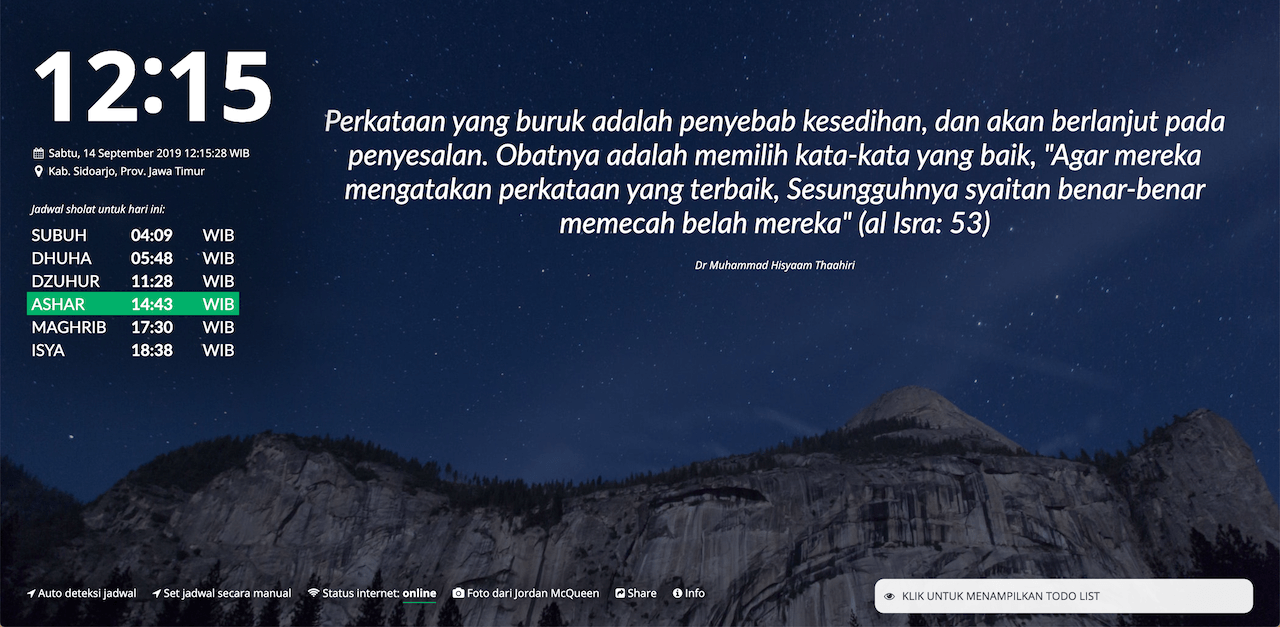 12:15
Sabtu, 14 September 2019 12:15:28 WIB
Kab. Sidoarjo, Prov. Jawa Timur
Jadwal sholat untuk hari ini:
SUBUH 04:09 WIB
DHUHA 05:48 WIB
DZUHUR 11:28 WIB
ASHAR 14:43 WIB
MAGHRIB 17:30 WIB
ISYA 18:38 WIB
Perkataan yang buruk adalah penyebab kesedihan, dan akan berlanjut pada
penyesalan. Obatnya adalah memilih kata-kata yang baik, "Agar mereka
mengatakan perkataan yang terbaik, Sesungguhnya syaitan benar-benar
memecah belah mereka" (al Isra: 53)
Dr Muhammad Hisyaam Thaahiri
Auto deteksi jadwal Set jadwal secara manual Status internet: online Foto dari Jordan McQueen Share Info
KLIK UNTUK MENAMPILKAN TODO LIST